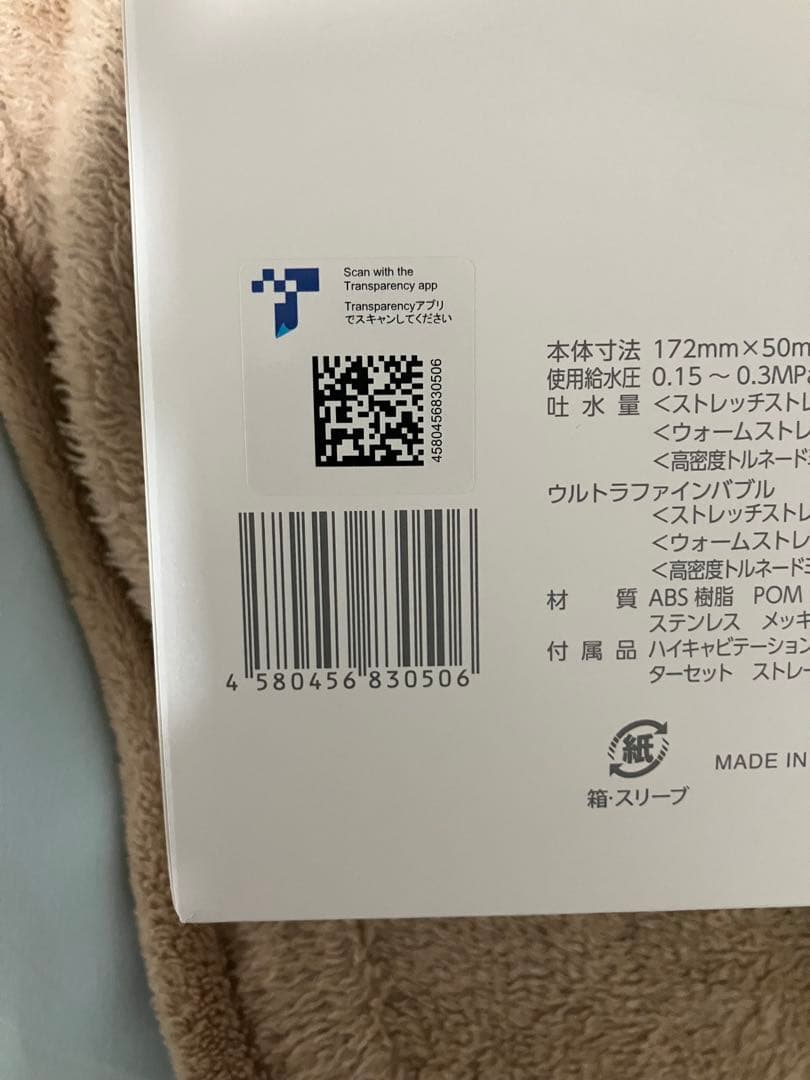 Scan with the
Transparency app
Transparencyアプリ
でスキャンしてください
4580456830506
4 580456 830506
本体寸法 172mm×50m
使用給水圧 0.15～0.3MPa
吐水量 <ストレッチストレ
<ウォームストレ
<高密度トルネード
ウルトラファインバブル
<ストレッチストレ
<ウォームストレ
<高密度トルネード
材質 ABS樹脂 POM
ステンレス メッキ
付属品 ハイキャビテーション
ターセット ストレー
紙
箱・スリーブ
MADE IN